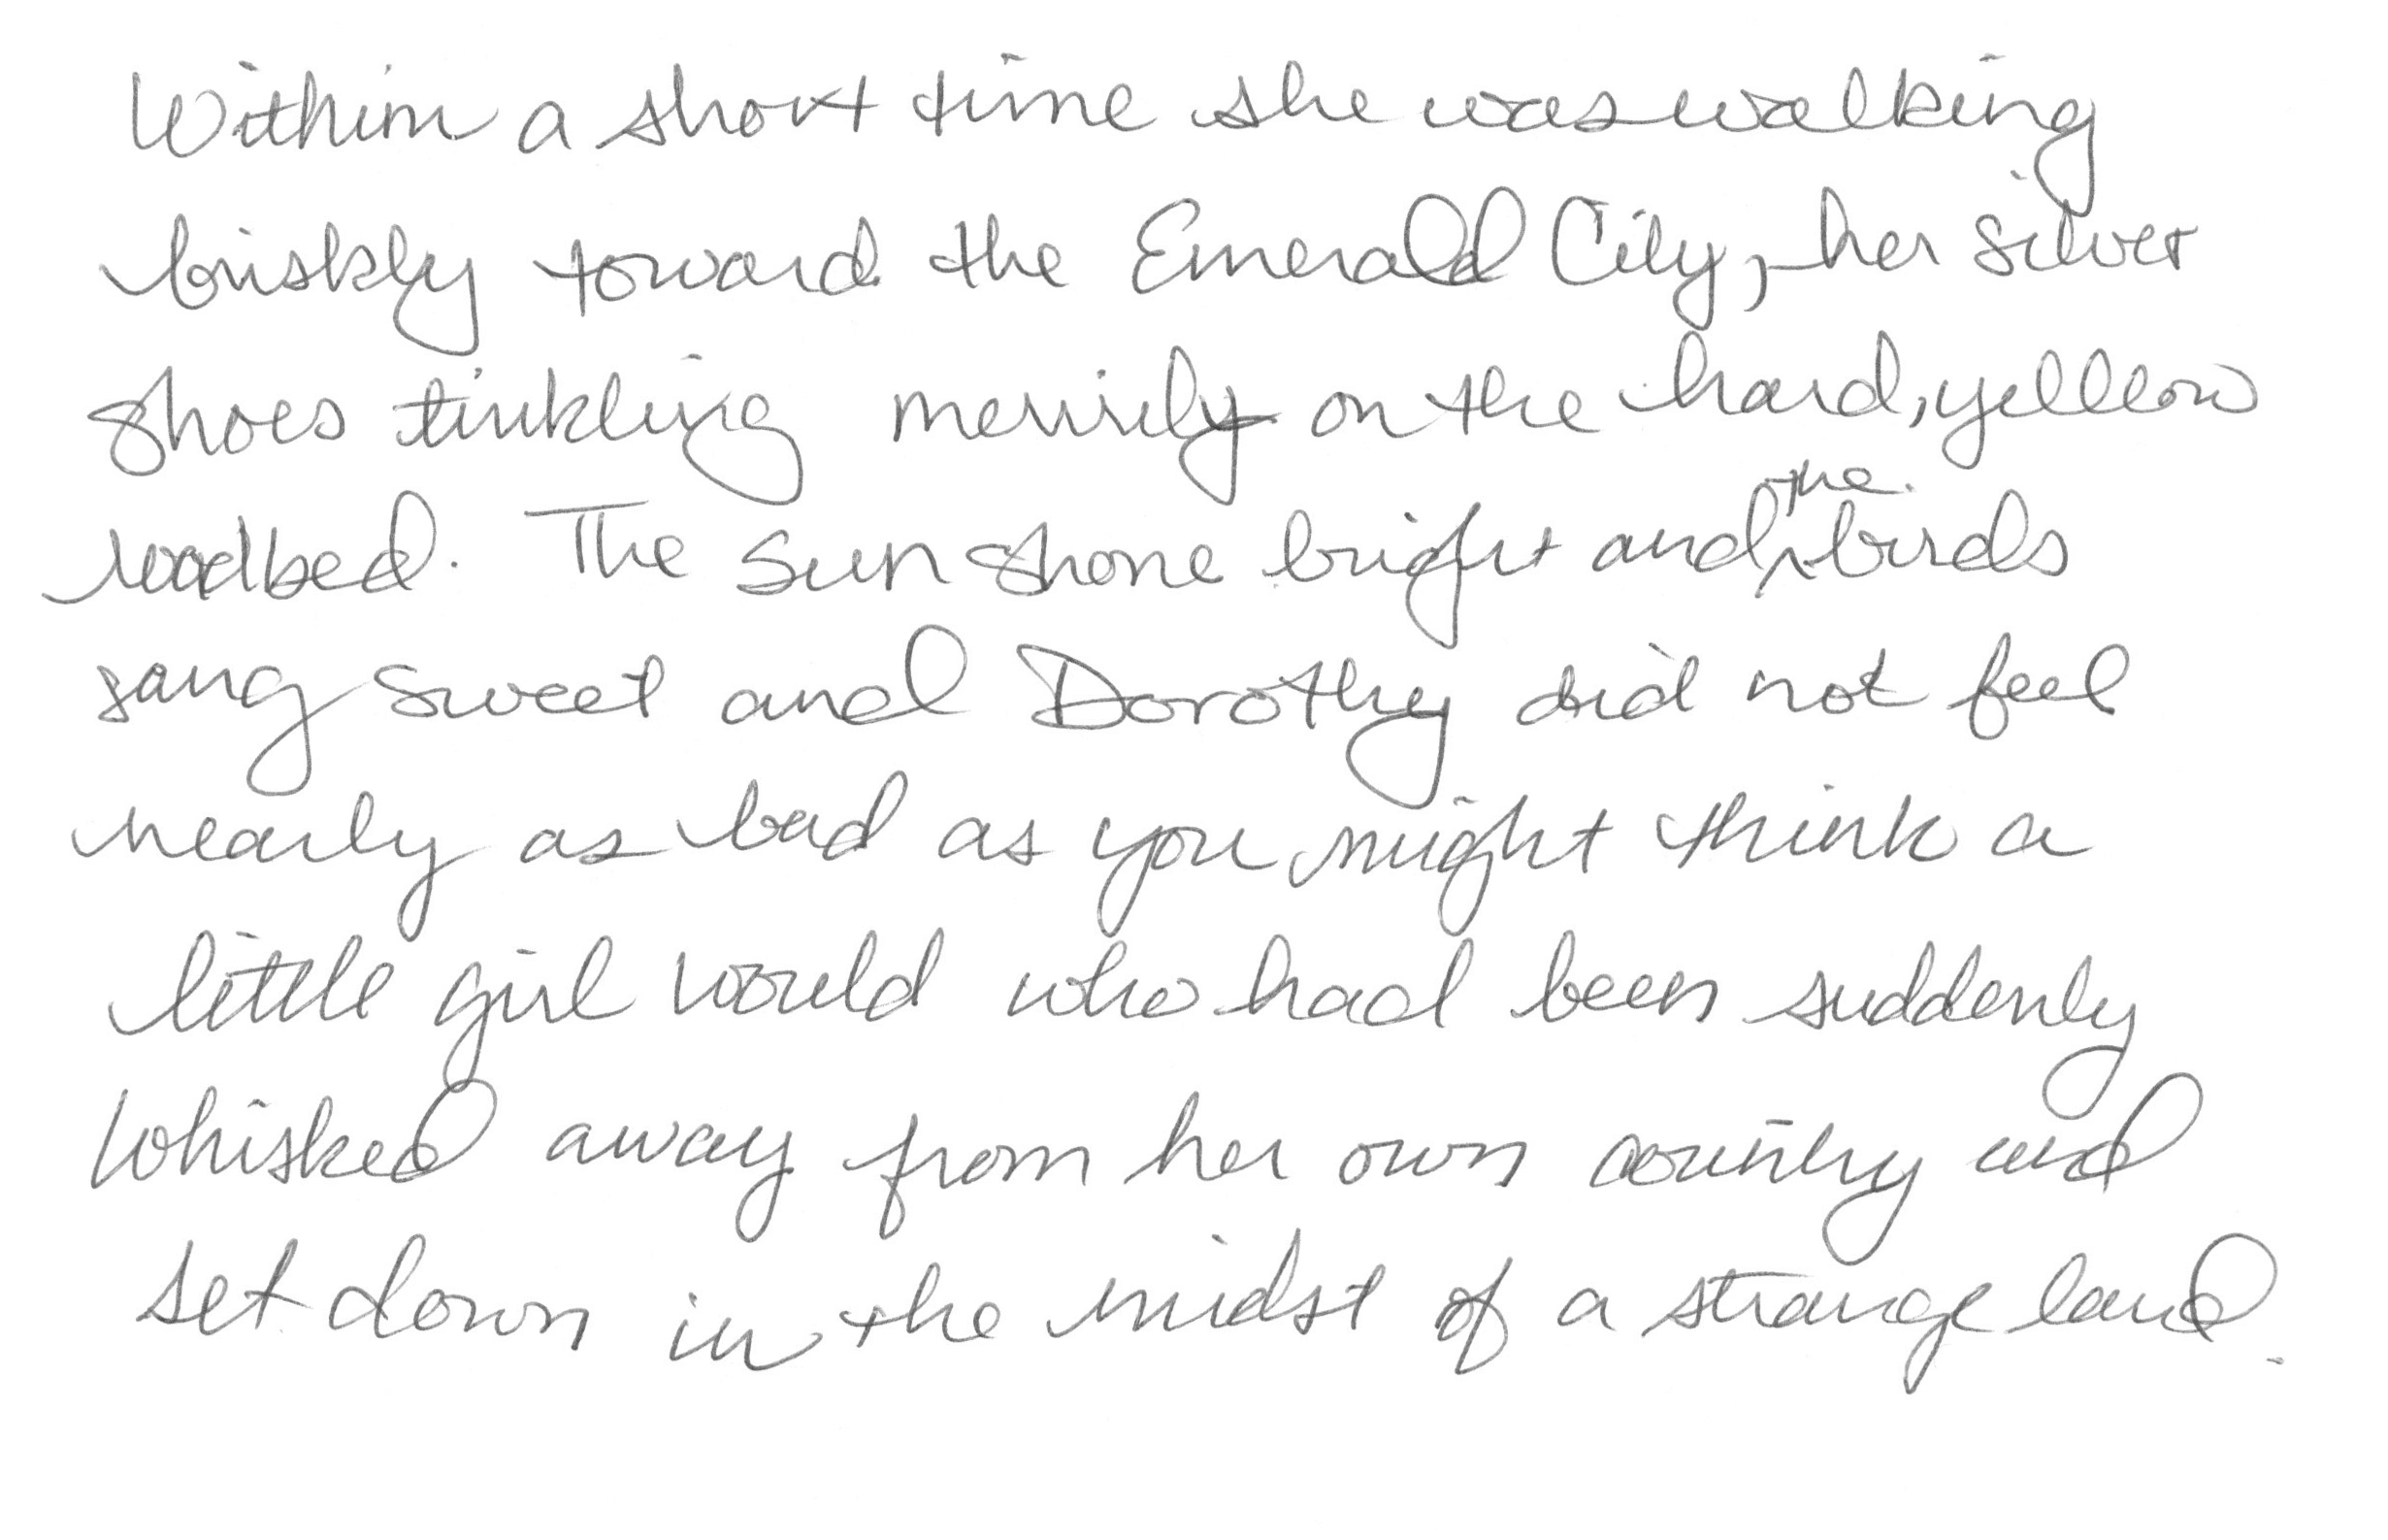 Within a short time she was walking
briskly toward the Emerald City, her silver
shoes tinkling merrily on the hard, yellow
roadbed. The sun shone bright and the birds
sang sweet and Dorothy did not feel
nearly as bad as you might think a
little girl would who had been suddenly
whisked away from her own country and
set down in the midst of a strange land.